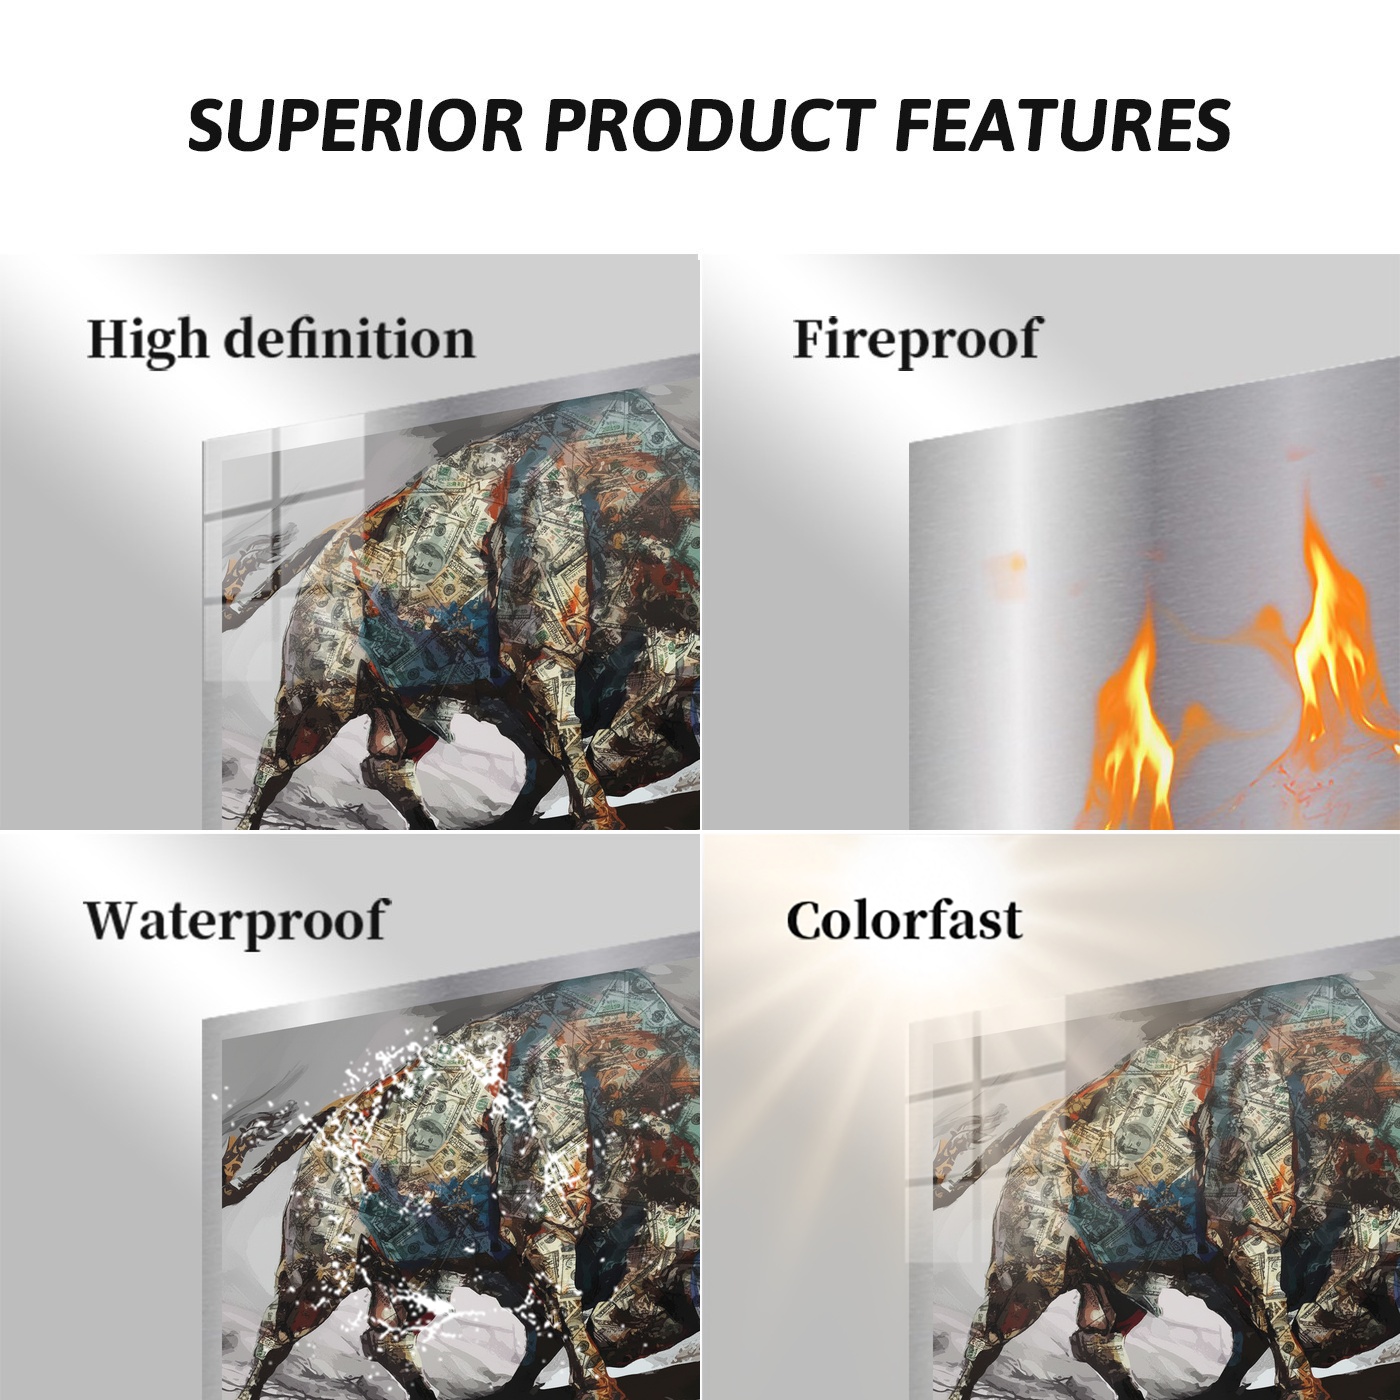 SUPERIOR PRODUCT FEATURES
High definition
Fireproof
Waterproof
Colorfast